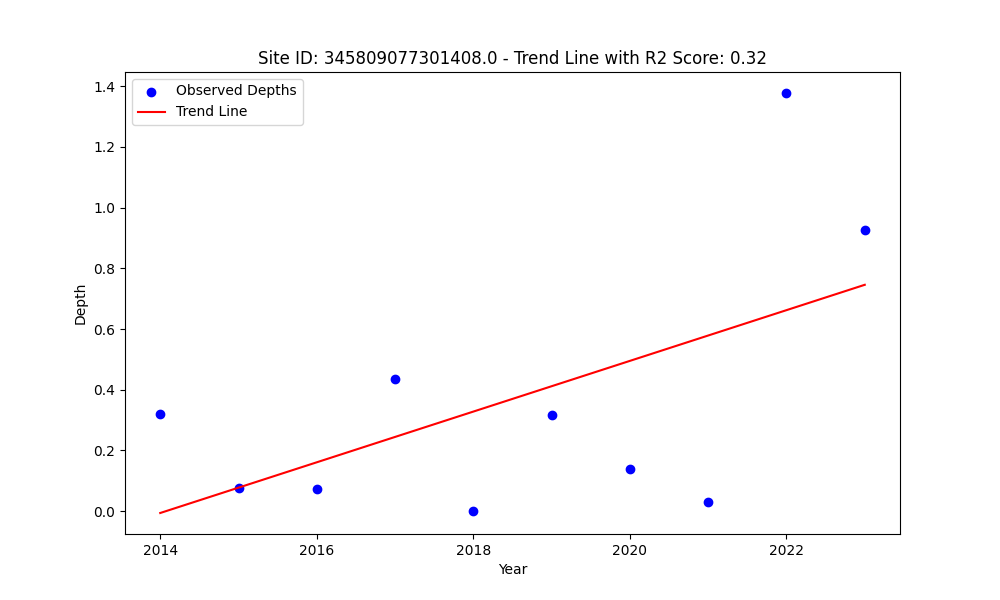 Site ID: 345809077301408.0 - Trend Line with R2 Score: 0.32
Observed Depths
Trend Line
1.4
1.2
1.0
0.8
0.6
0.4
0.2
0.0
Depth
2014
2016
2018
2020
2022
Year